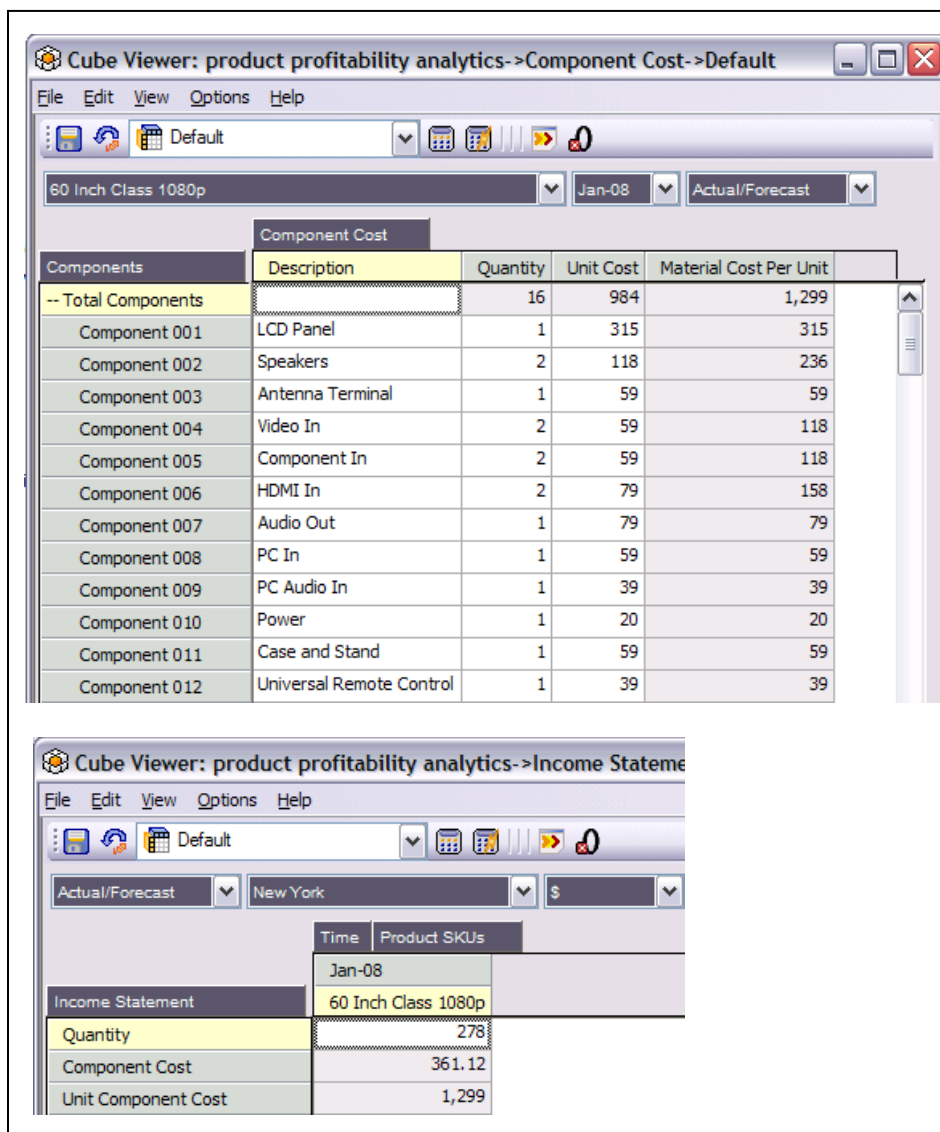 Cube Viewer: product profitability analytics->Component Cost->Default
File Edit View Options Help
Default
60 Inch Class 1080p Jan-08 Actual/Forecast
Component Cost
Components Description Quantity Unit Cost Material Cost Per Unit
-- Total Components 16 984 1,299
Component 001 LCD Panel 1 315 315
Component 002 Speakers 2 118 236
Component 003 Antenna Terminal 1 59 59
Component 004 Video In 2 59 118
Component 005 Component In 2 59 118
Component 006 HDMI In 2 79 158
Component 007 Audio Out 1 79 79
Component 008 PC In 1 59 59
Component 009 PC Audio In 1 39 39
Component 010 Power 1 20 20
Component 011 Case and Stand 1 59 59
Component 012 Universal Remote Control 1 39 39
Cube Viewer: product profitability analytics->Income Stateme
File Edit View Options Help
Default
Actual/Forecast New York $
Time Product SKUs
Jan-08
Income Statement 60 Inch Class 1080p
Quantity 278
Component Cost 361.12
Unit Component Cost 1,299